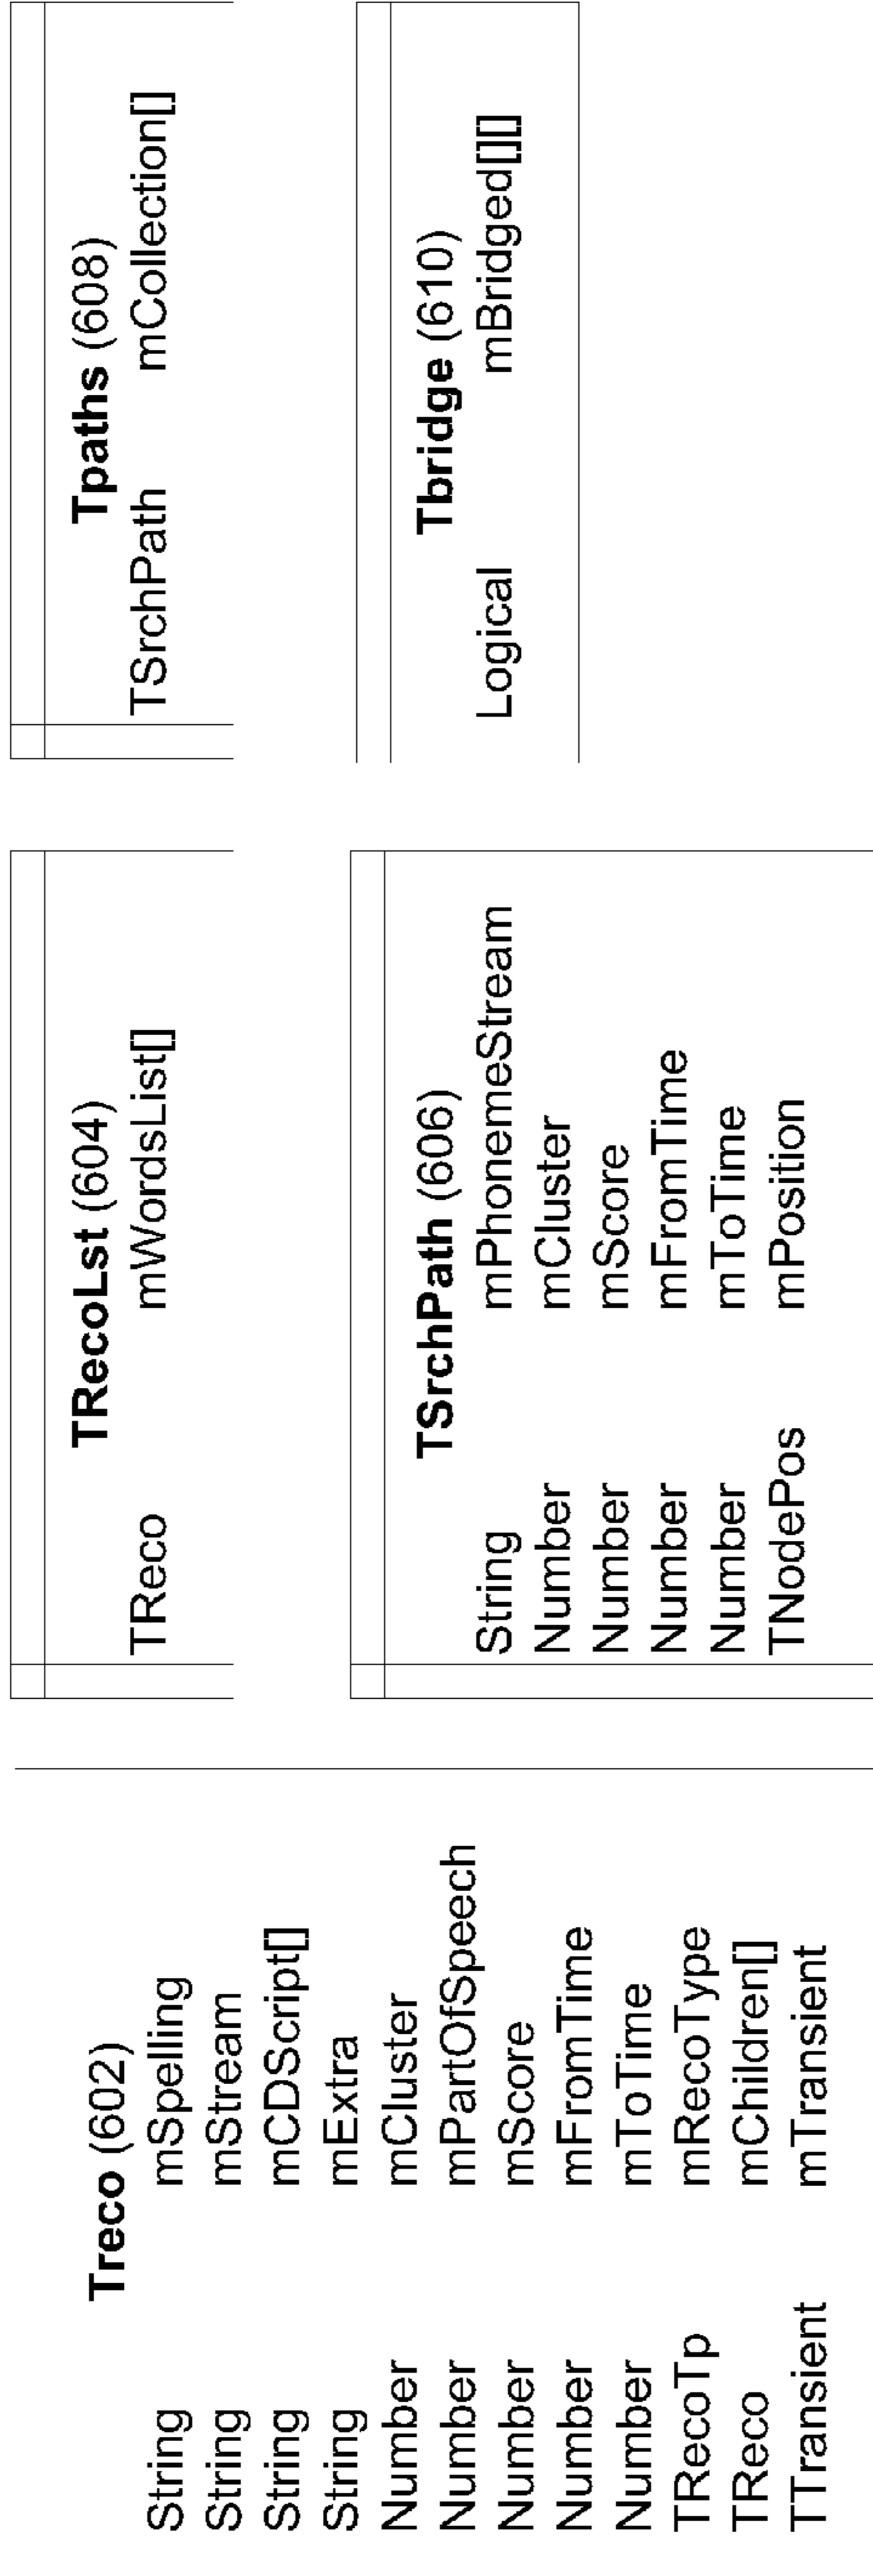 Treco (602)
String mSpelling
String mStream
String mCDScript[]
String mExtra
Number mCluster
Number mPartOfSpeech
Number mScore
Number mFromTime
Number mToTime
TRecoTp mRecoType
TReco mChildren[]
TTransient mTransient
TRecoLst (604)
TReco mWordsList[]
TSrchPath (606)
String mPhonemeStream
Number mCluster
Number mScore
Number mFromTime
Number mToTime
TNodePos mPosition
Tpaths (608)
TSrchPath mCollection[]
Tbridge (610)
Logical mBridged[][]